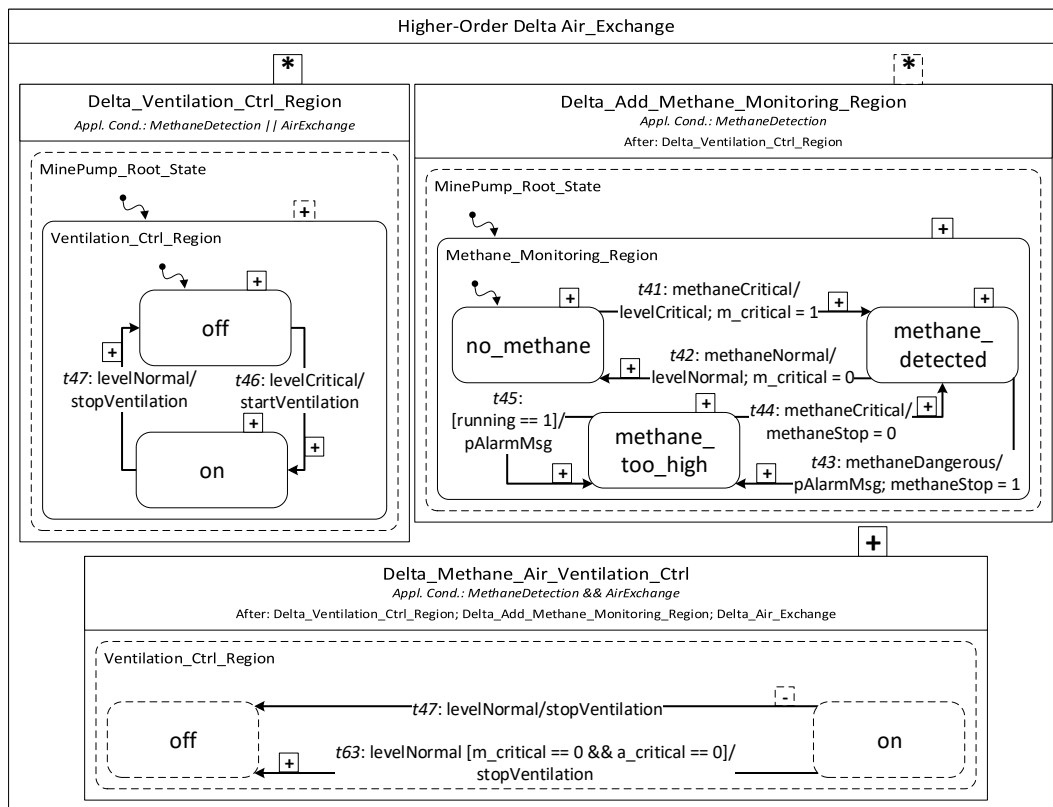 Higher-Order Delta Air_Exchange
*
Delta_Ventilation_Ctrl_Region
Appl. Cond.: MethaneDetection || AirExchange
MinePump_Root_State
+
Ventilation_Ctrl_Region
+
off
+
t47: levelNormal/
stopVentilation
t46: levelCritical/
startVentilation
+
+
on
*
Delta_Add_Methane_Monitoring_Region
Appl. Cond.: MethaneDetection
After: Delta_Ventilation_Ctrl_Region
MinePump_Root_State
+
Methane_Monitoring_Region
+
no_methane
t41: methaneCritical/
levelCritical; m_critical = 1
+
+
methane_
detected
t42: methaneNormal/
levelNormal; m_critical = 0
+
t45:
[running == 1]/
pAlarmMsg
+
+
methane_
too_high
t44: methaneCritical/
methaneStop = 0
+
t43: methaneDangerous/
pAlarmMsg; methaneStop = 1
+
+
Delta_Methane_Air_Ventilation_Ctrl
Appl. Cond.: MethaneDetection && AirExchange
After: Delta_Ventilation_Ctrl_Region; Delta_Add_Methane_Monitoring_Region; Delta_Air_Exchange
Ventilation_Ctrl_Region
off
-
t47: levelNormal/stopVentilation
+
t63: levelNormal [m_critical == 0 && a_critical == 0]/
stopVentilation
on